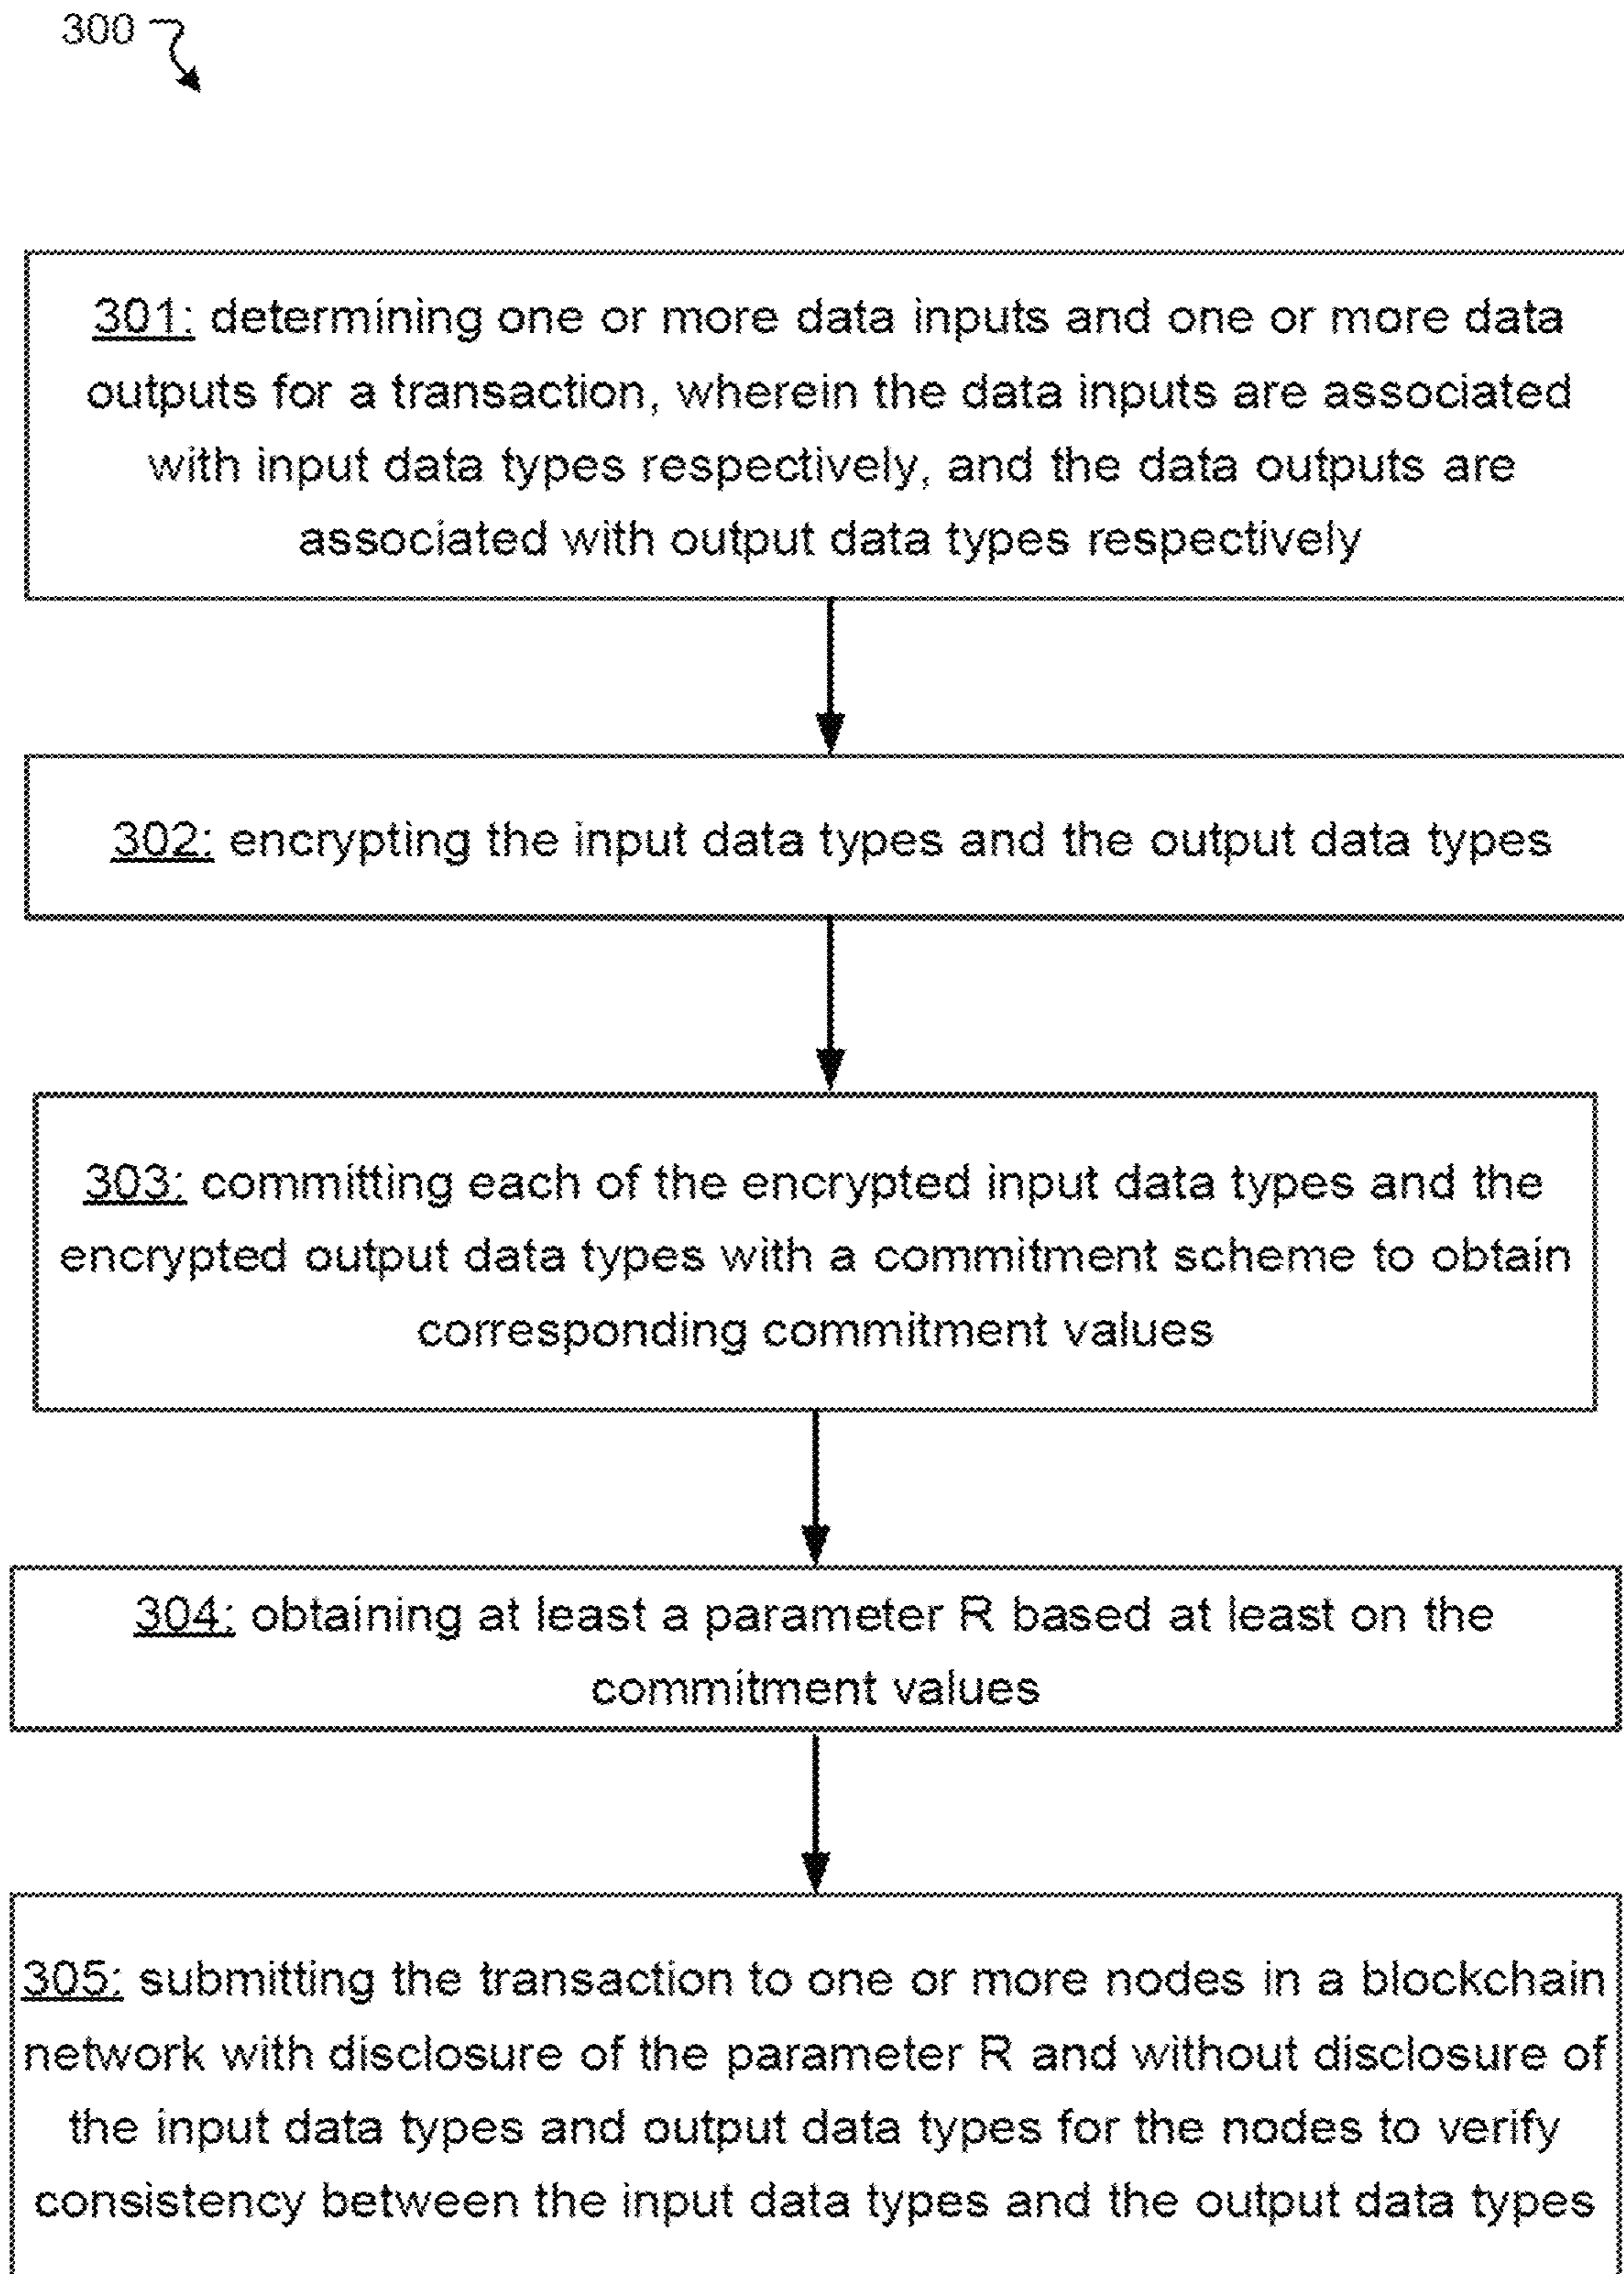 300
301: determining one or more data inputs and one or more data
outputs for a transaction, wherein the data inputs are associated
with input data types respectively, and the data outputs are
associated with output data types respectively
302: encrypting the input data types and the output data types
303: committing each of the encrypted input data types and the
encrypted output data types with a commitment scheme to obtain
corresponding commitment values
304: obtaining at least a parameter R based at least on the
commitment values
305: submitting the transaction to one or more nodes in a blockchain
network with disclosure of the parameter R and without disclosure of
the input data types and output data types for the nodes to verify
consistency between the input data types and the output data types